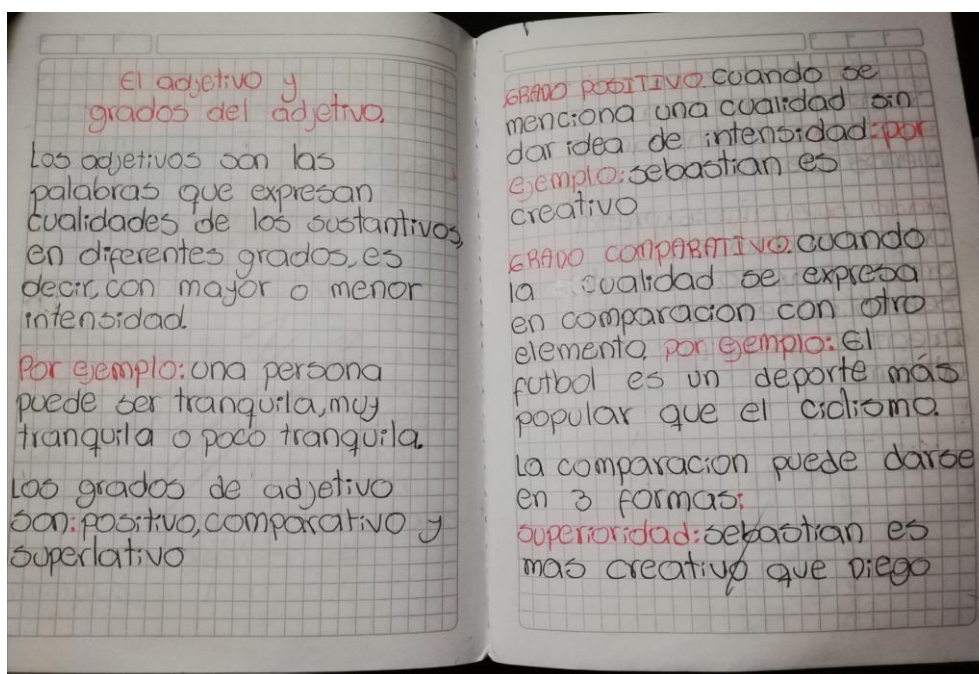 El adjetivo y
grados del adjetivo.
Los adjetivos son las
palabras que expresan
cualidades de los sustantivos,
en diferentes grados, es
decir, con mayor o menor
intensidad.
Por ejemplo: una persona
puede ser tranquila, muy
tranquila o poco tranquila.
Los grados de adjetivo
son: positivo, comparativo y
superlativo
GRADO POSITIVO. cuando se
menciona una cualidad sin
dar idea de intensidad: por
ejemplo: sebastian es
creativo
GRADO COMPARATIVO. cuando
la cualidad se expresa
en comparacion con otro
elemento, por ejemplo: El
futbol es un deporte más
popular que el ciclismo.
La comparacion puede darse
en 3 formas:
superioridad: sebastian es
mas creativo que Diego